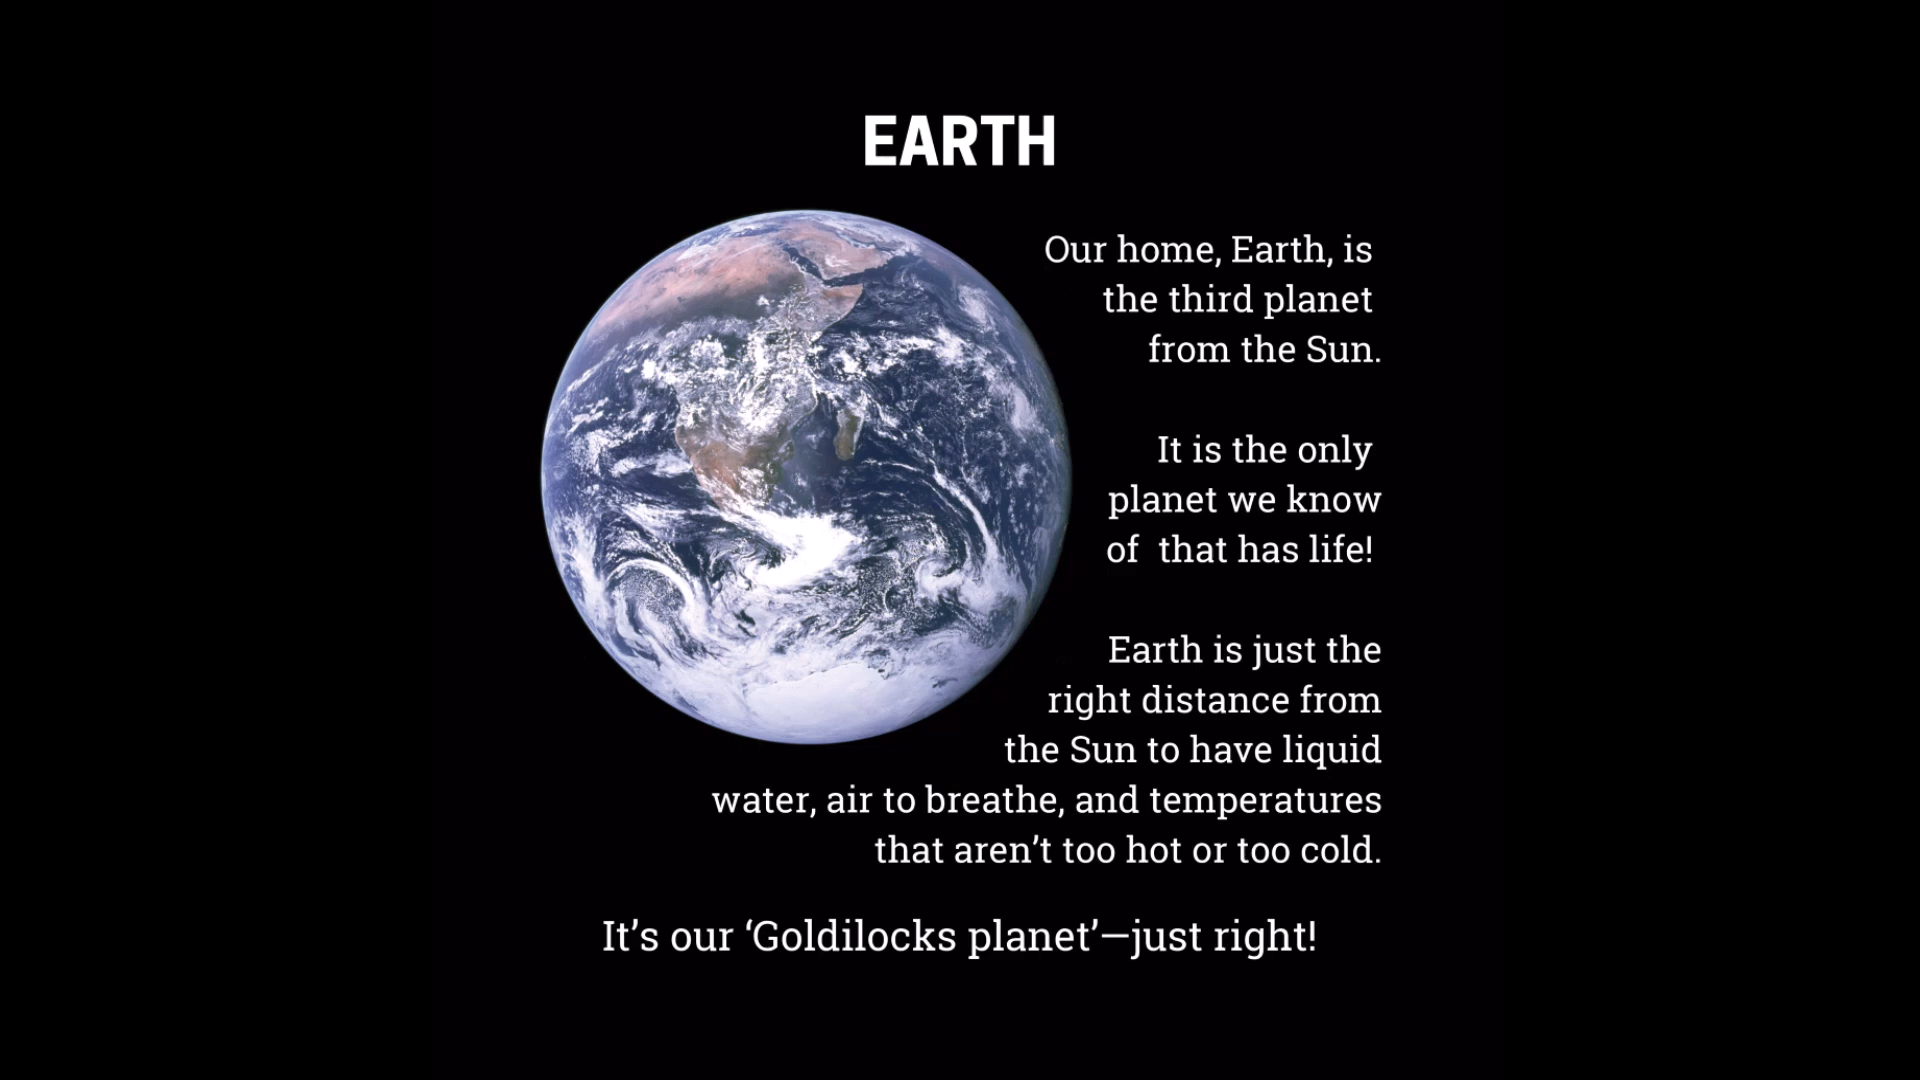 EARTH
Our home, Earth, is
the third planet
from the Sun.
It is the only
planet we know
of  that has life!
Earth is just the
right distance from
the Sun to have liquid
water, air to breathe, and temperatures
that aren’t too hot or too cold.
It’s our ‘Goldilocks planet’—just right!